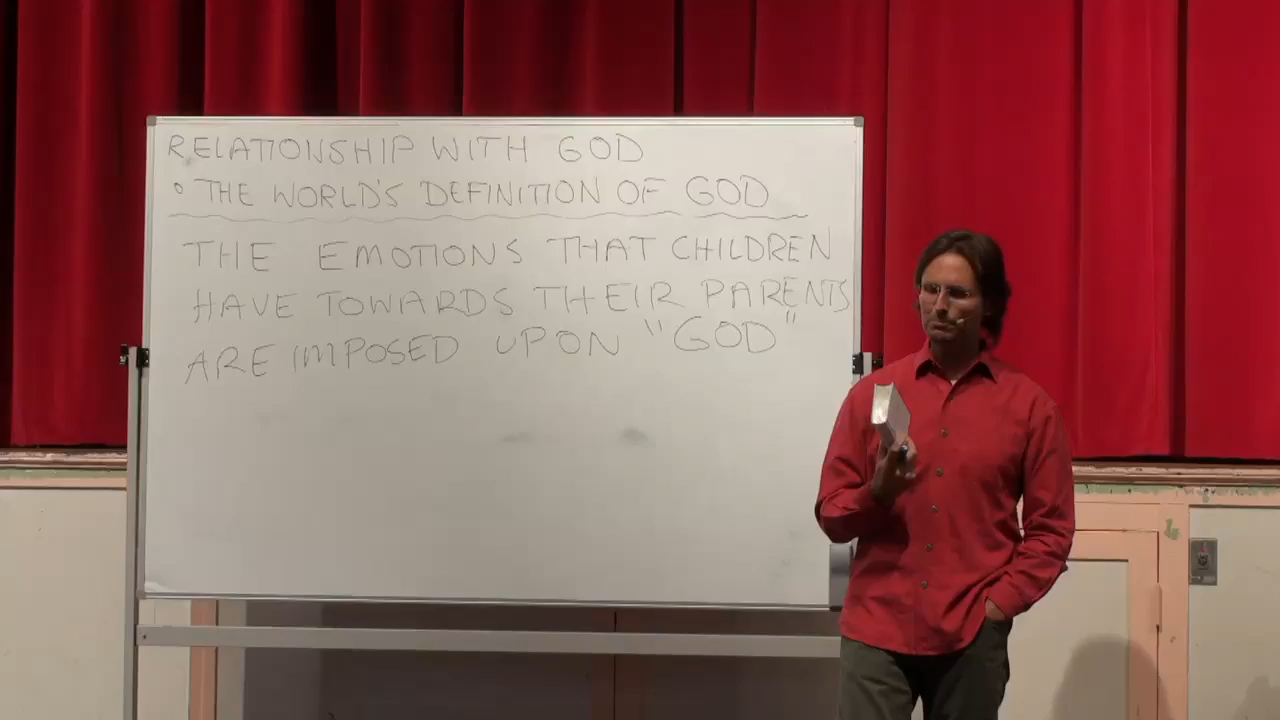 RELATIONSHIP WITH GOD
° THE WORLD'S DEFINITION OF GOD
THE EMOTIONS THAT CHILDREN
HAVE TOWARDS THEIR PARENTS
ARE IMPOSED UPON "GOD"